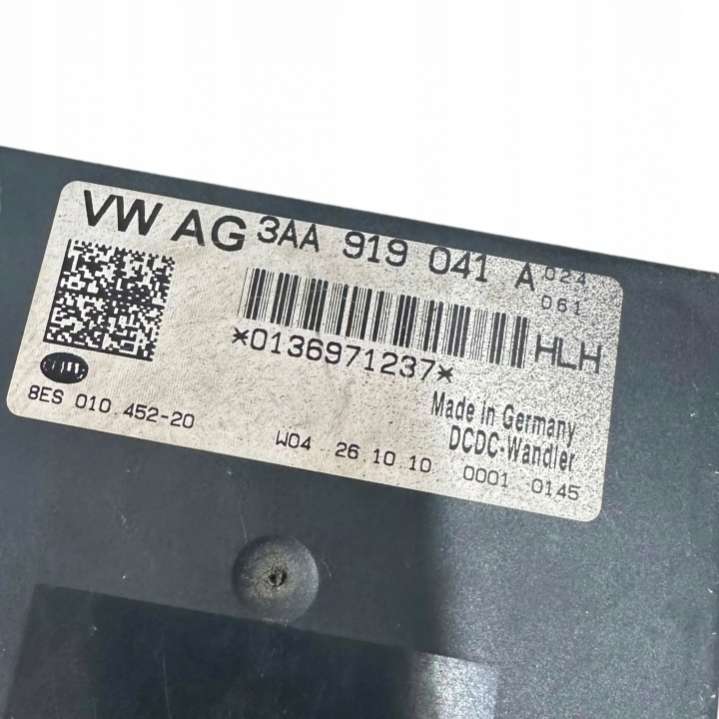 VW AG 3AA 919 041 A 024
061
*0136971237* HLH
8ES 010.452-20
Made in Germany
DCDC-Wandler
W04 26.10.10 0001 0145